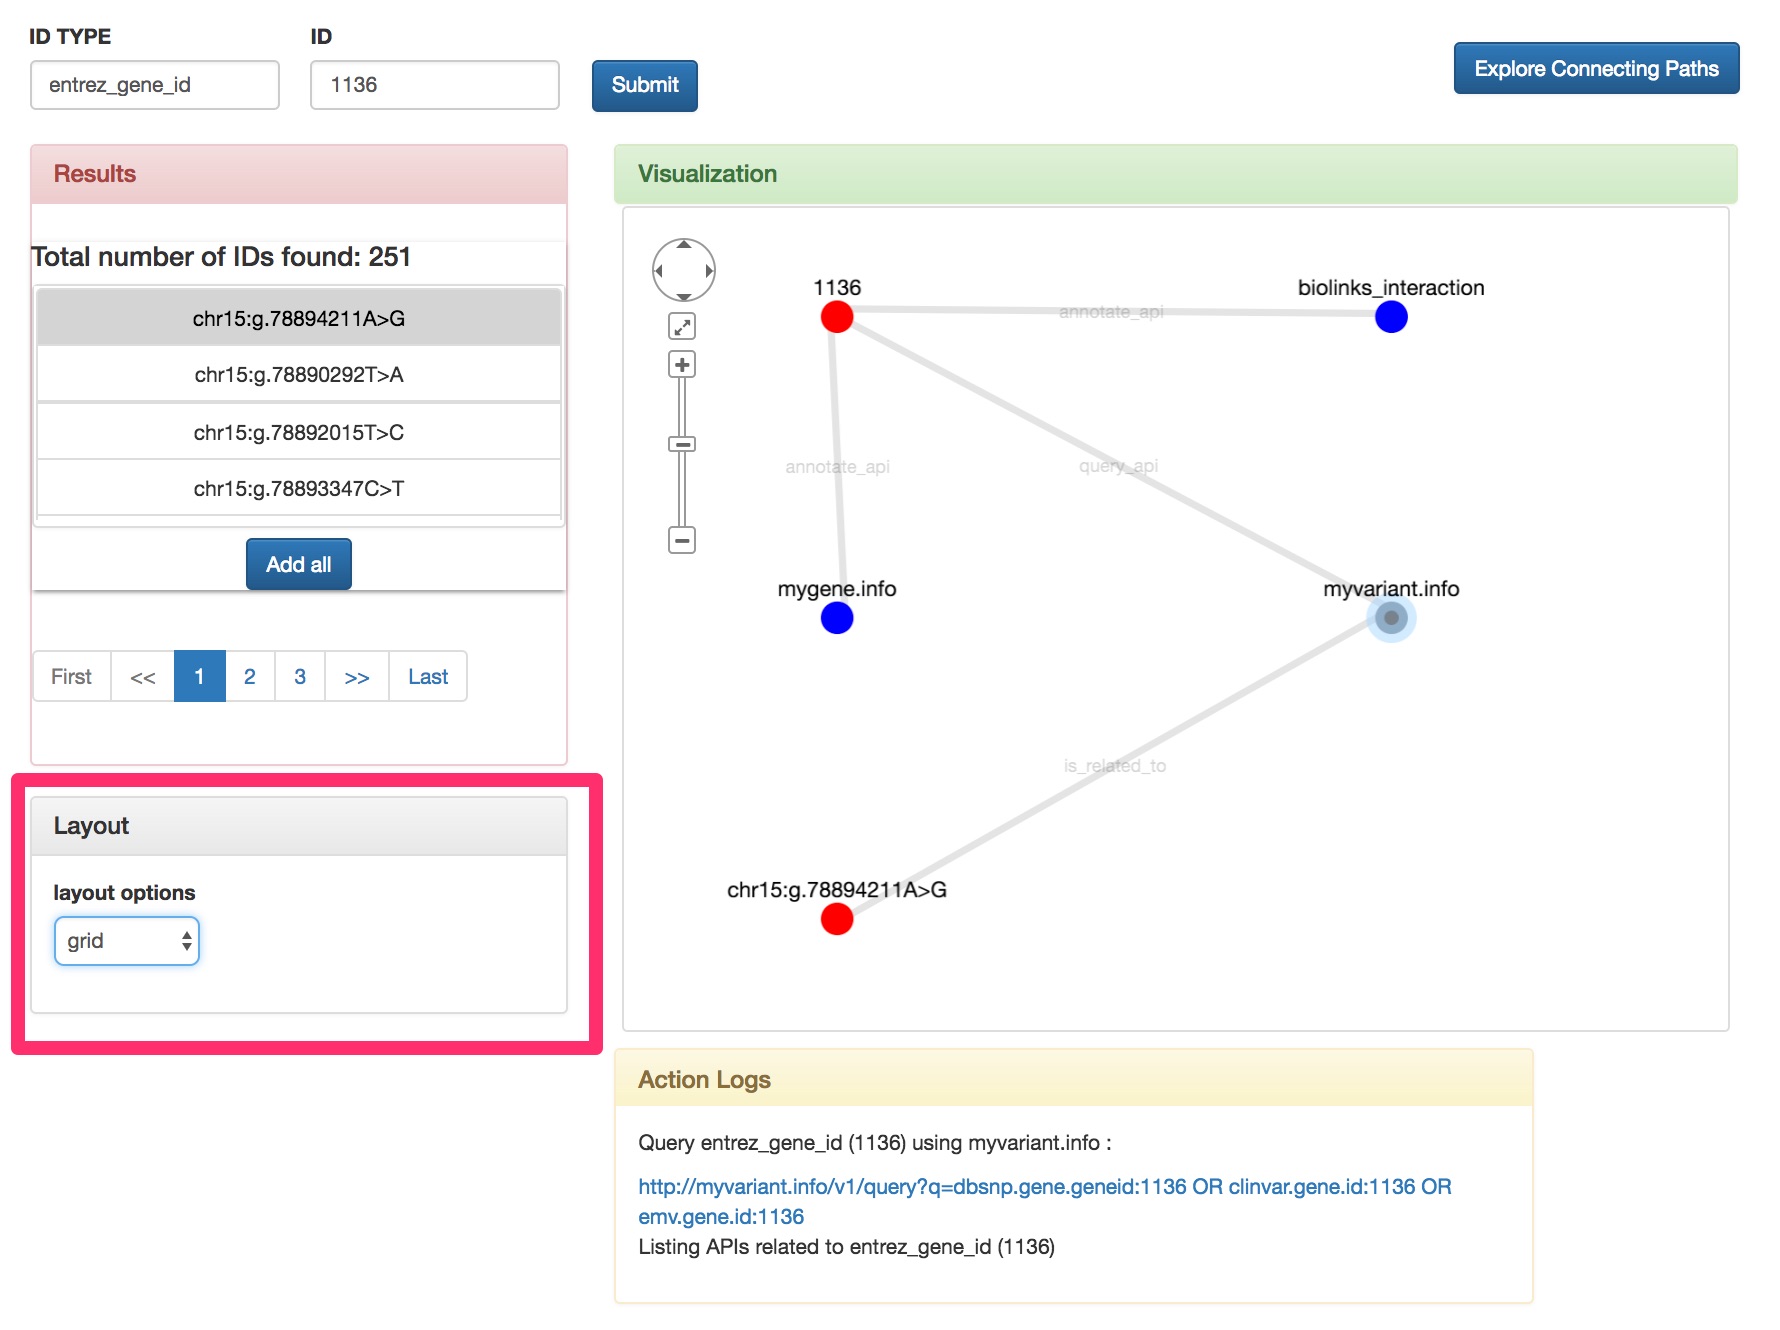 ID TYPE
ID
entrez_gene_id
1136
Submit
Explore Connecting Paths
Results
Total number of IDs found: 251
chr15:g.78894211A>G
chr15:g.78890292T>A
chr15:g.78892015T>C
chr15:g.78893347C>T
Add all
First << 1 2 3 >> Last
Layout
layout options
grid
Visualization
1136
biolinks_interaction
annotate_api
annotate_api
query_api
mygene.info
myvariant.info
is_related_to
chr15:g.78894211A>G
Action Logs
Query entrez_gene_id (1136) using myvariant.info :
http://myvariant.info/v1/query?q=dbsnp.gene.geneid:1136 OR clinvar.gene.id:1136 OR
emv.gene.id:1136
Listing APIs related to entrez_gene_id (1136)